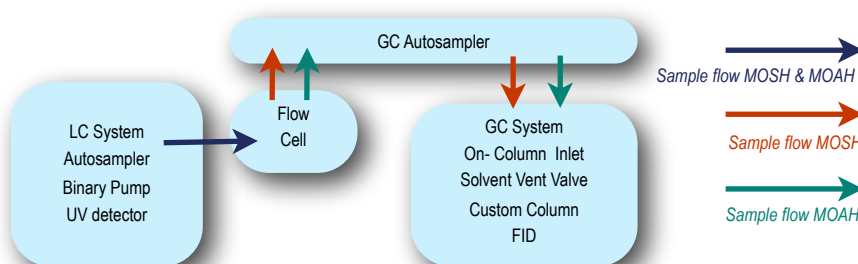 GC Autosampler
Flow
Cell
LC System
Autosampler
Binary Pump
UV detector
GC System
On- Column Inlet
Solvent Vent Valve
Custom Column
FID
Sample flow MOSH & MOAH
Sample flow MOSH
Sample flow MOAH